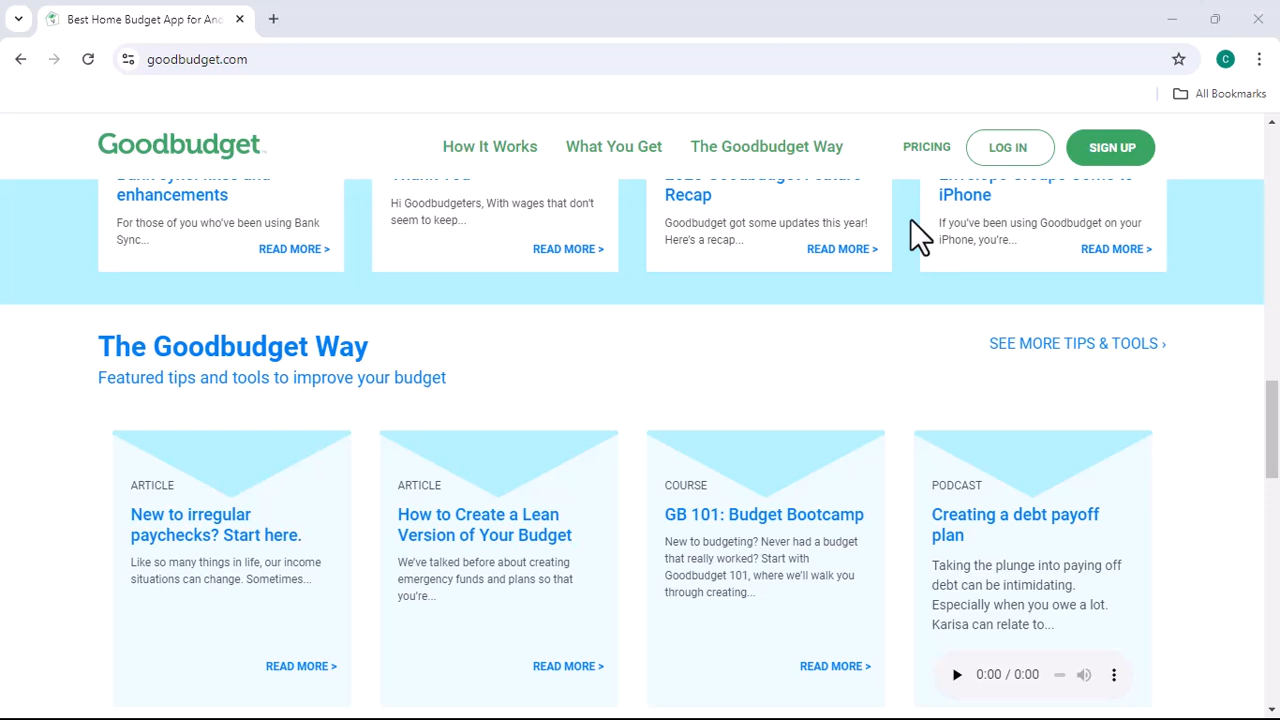 Best Home Budget App for And
goodbudget.com
C
All Bookmarks
Goodbudget
How It Works
What You Get
The Goodbudget Way
PRICING
LOG IN
SIGN UP
enhancements
For those of you who've been using Bank
Sync...
READ MORE >
Thank You
Hi Goodbudgeters, With wages that don't
seem to keep...
READ MORE >
Recap
Goodbudget got some updates this year!
Here's a recap...
READ MORE >
iPhone
If you've been using Goodbudget on your
iPhone, you're...
READ MORE >
The Goodbudget Way
Featured tips and tools to improve your budget
SEE MORE TIPS & TOOLS ›
ARTICLE
New to irregular
paychecks? Start here.
Like so many things in life, our income
situations can change. Sometimes...
READ MORE >
ARTICLE
How to Create a Lean
Version of Your Budget
We've talked before about creating
emergency funds and plans so that
you're...
READ MORE >
COURSE
GB 101: Budget Bootcamp
New to budgeting? Never had a budget
that really worked? Start with
Goodbudget 101, where we'll walk you
through creating...
READ MORE >
PODCAST
Creating a debt payoff
plan
Taking the plunge into paying off
debt can be intimidating.
Especially when you owe a lot.
Karisa can relate to...
0:00 / 0:00